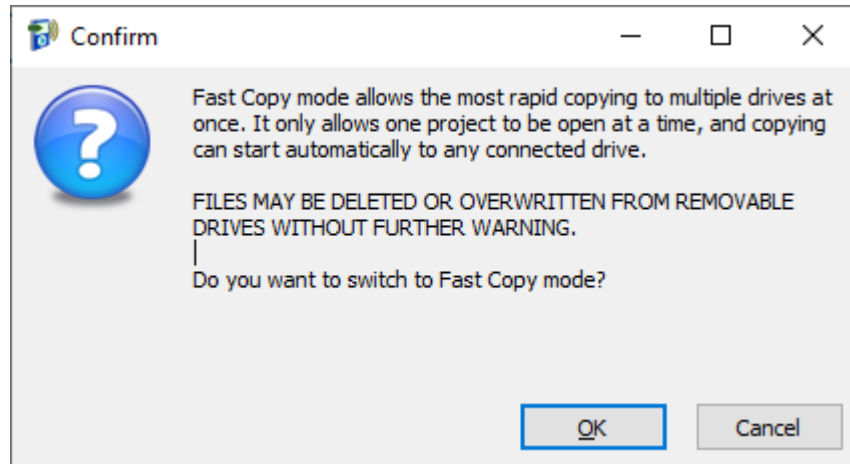 Confirm
Fast Copy mode allows the most rapid copying to multiple drives at
once. It only allows one project to be open at a time, and copying
can start automatically to any connected drive.
FILES MAY BE DELETED OR OVERWRITTEN FROM REMOVABLE
DRIVES WITHOUT FURTHER WARNING.
Do you want to switch to Fast Copy mode?
OK
Cancel